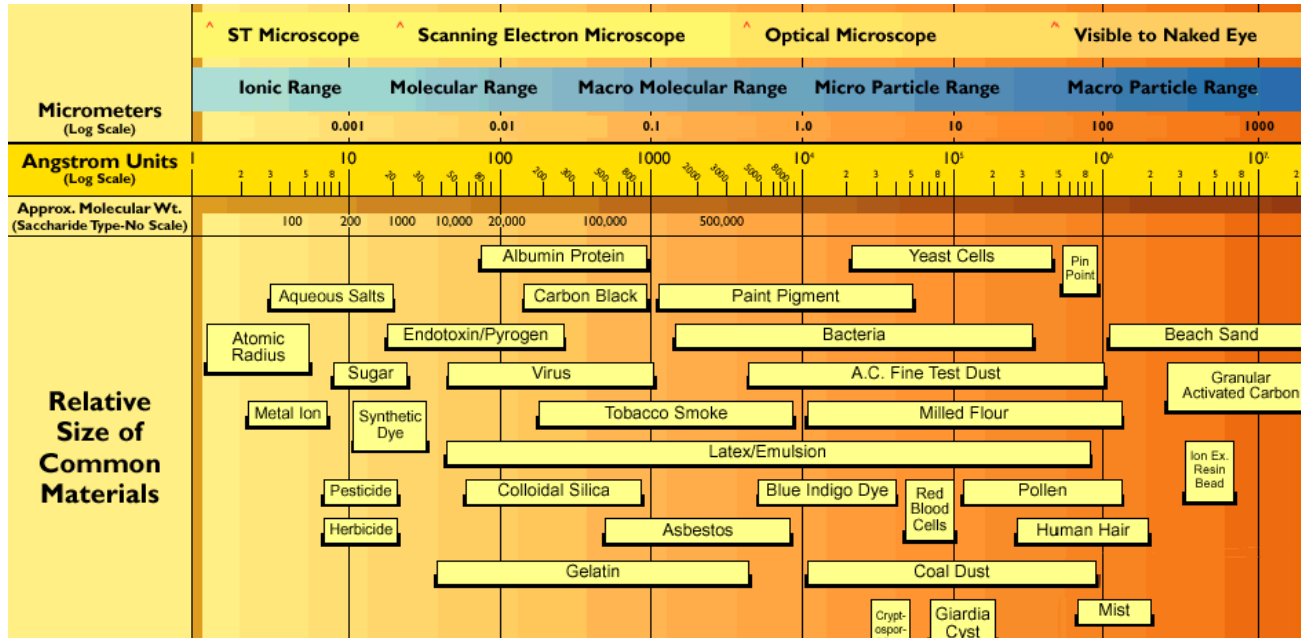 ST Microscope Scanning Electron Microscope Optical Microscope Visible to Naked Eye
Ionic Range Molecular Range Macro Molecular Range Micro Particle Range Macro Particle Range
Micrometers
(Log Scale)
0.001 0.01 0.1 1.0 10 100 1000
Angstrom Units
(Log Scale)
1 10 100 1000 10⁴ 10⁵ 10⁶ 10⁷
2 3 5 8 20 30 50 80 200 300 500 800 2000 3000 5000 8000 2 3 5 8 2 3 5 8 2 3 5 8 2
Approx. Molecular Wt.
(Saccharide Type-No Scale)
100 200 1000 10,000 20,000 100,000 500,000
Relative
Size of
Common
Materials
Albumin Protein Yeast Cells Pin
Point
Aqueous Salts Carbon Black Paint Pigment
Atomic
Radius
Endotoxin/Pyrogen Bacteria Beach Sand
Sugar Virus A.C. Fine Test Dust Granular
Activated Carbon
Metal Ion Synthetic
Dye
Tobacco Smoke Milled Flour
Latex/Emulsion Ion Ex.
Resin
Bead
Pesticide Colloidal Silica Blue Indigo Dye Red
Blood
Cells
Pollen
Herbicide Asbestos Human Hair
Gelatin Coal Dust
Crypt-
ospor-
Giardia
Cyst
Mist